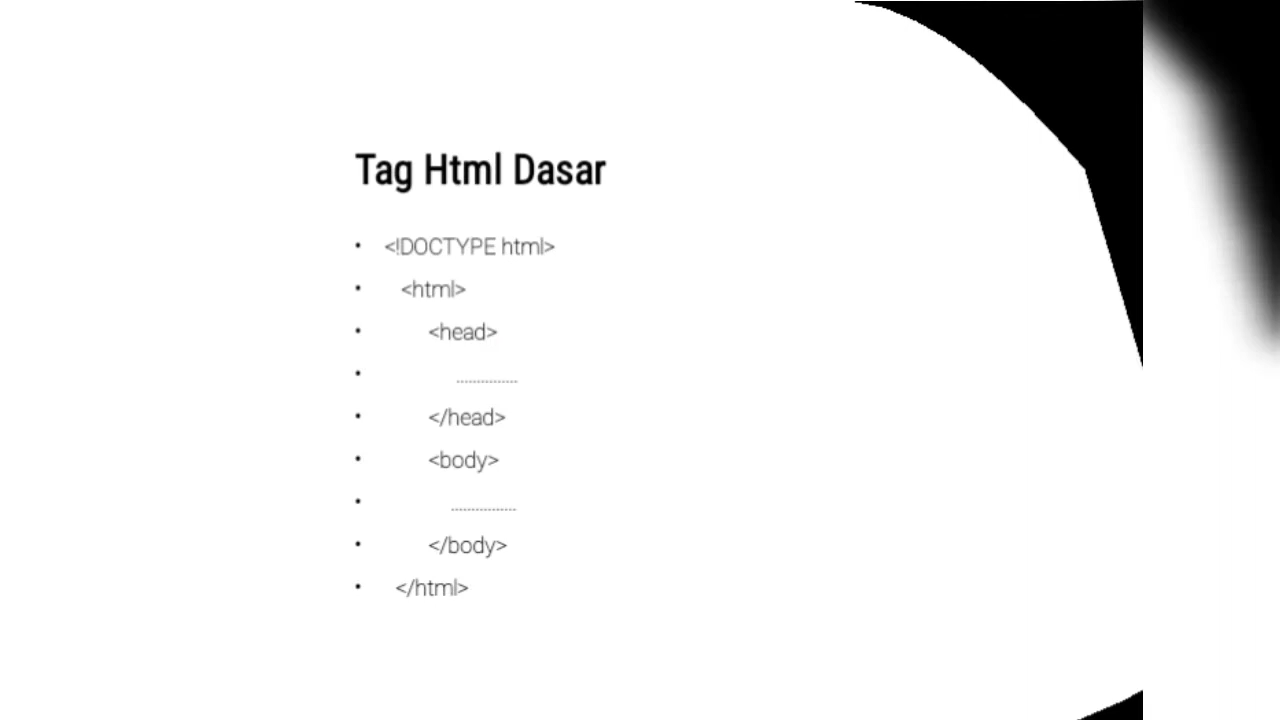 Tag Html Dasar
• <!DOCTYPE html>
• <html>
• <head>
• ...............
• </head>
• <body>
• ................
• </body>
• </html>